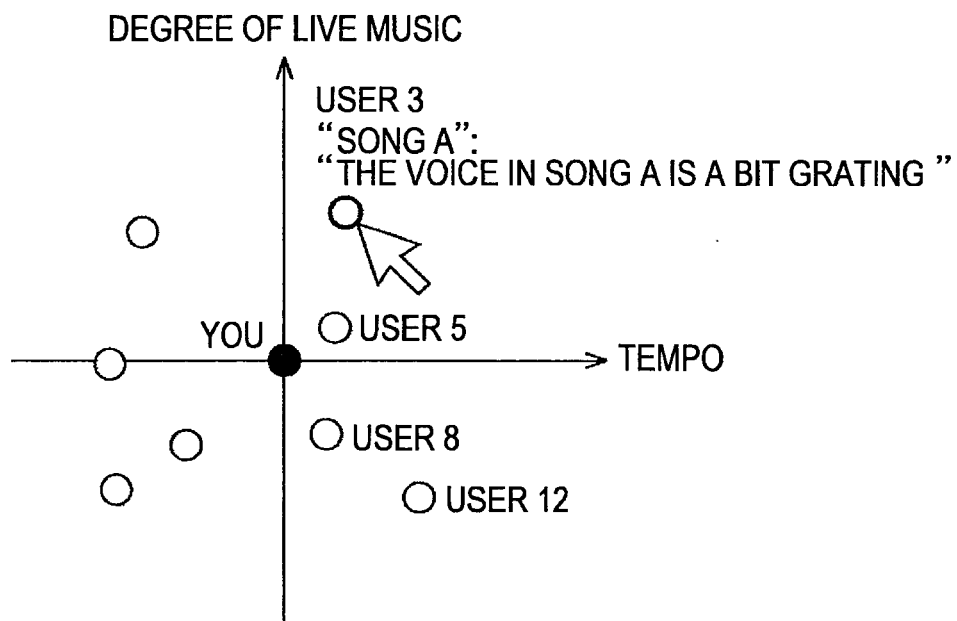 DEGREE OF LIVE MUSIC
USER 3
“SONG A”:
“THE VOICE IN SONG A IS A BIT GRATING ”
USER 5
YOU
TEMPO
USER 8
USER 12